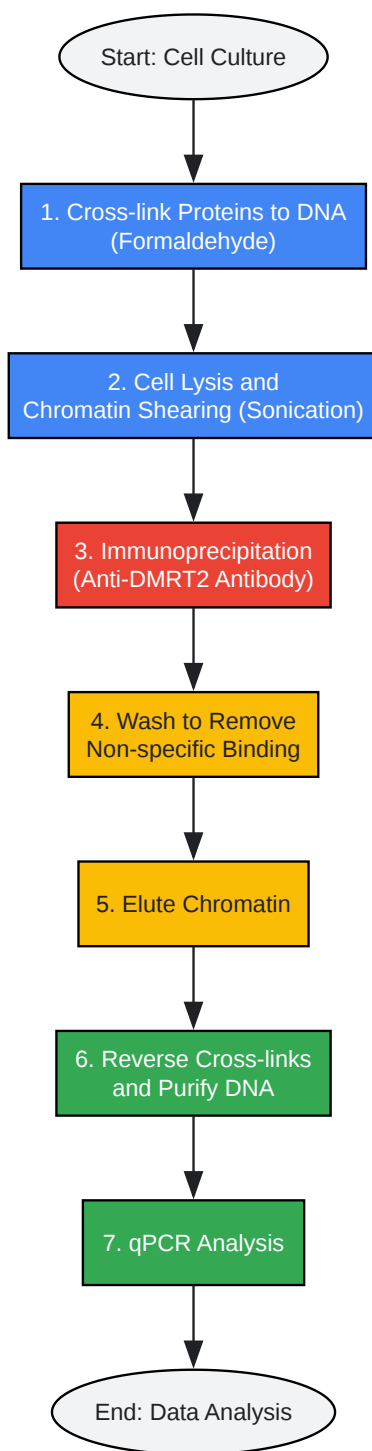 Start: Cell Culture
1. Cross-link Proteins to DNA
(Formaldehyde)
2. Cell Lysis and
Chromatin Shearing (Sonication)
3. Immunoprecipitation
(Anti-DMRT2 Antibody)
4. Wash to Remove
Non-specific Binding
5. Elute Chromatin
6. Reverse Cross-links
and Purify DNA
7. qPCR Analysis
End: Data Analysis